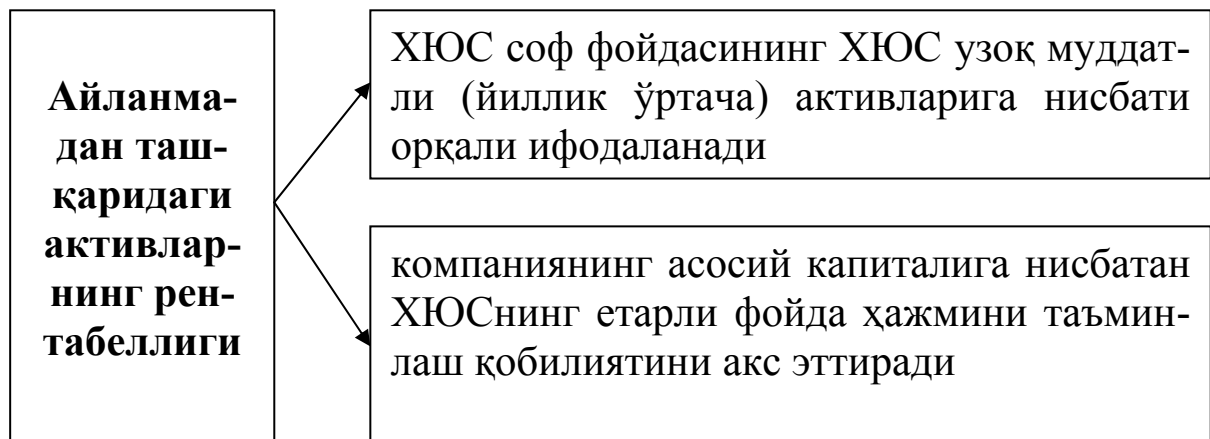 Айланма-
дан таш-
қаридаги
активлар-
нинг рен-
табеллиги
ХЮС соф фойдасининг ХЮС узоқ муддат-
ли (йиллик ўртача) активларига нисбати
орқали ифодаланади
компаниянинг асосий капиталига нисбатан
ХЮСнинг етарли фойда ҳажмини таъмин-
лаш қобилиятини акс эттиради